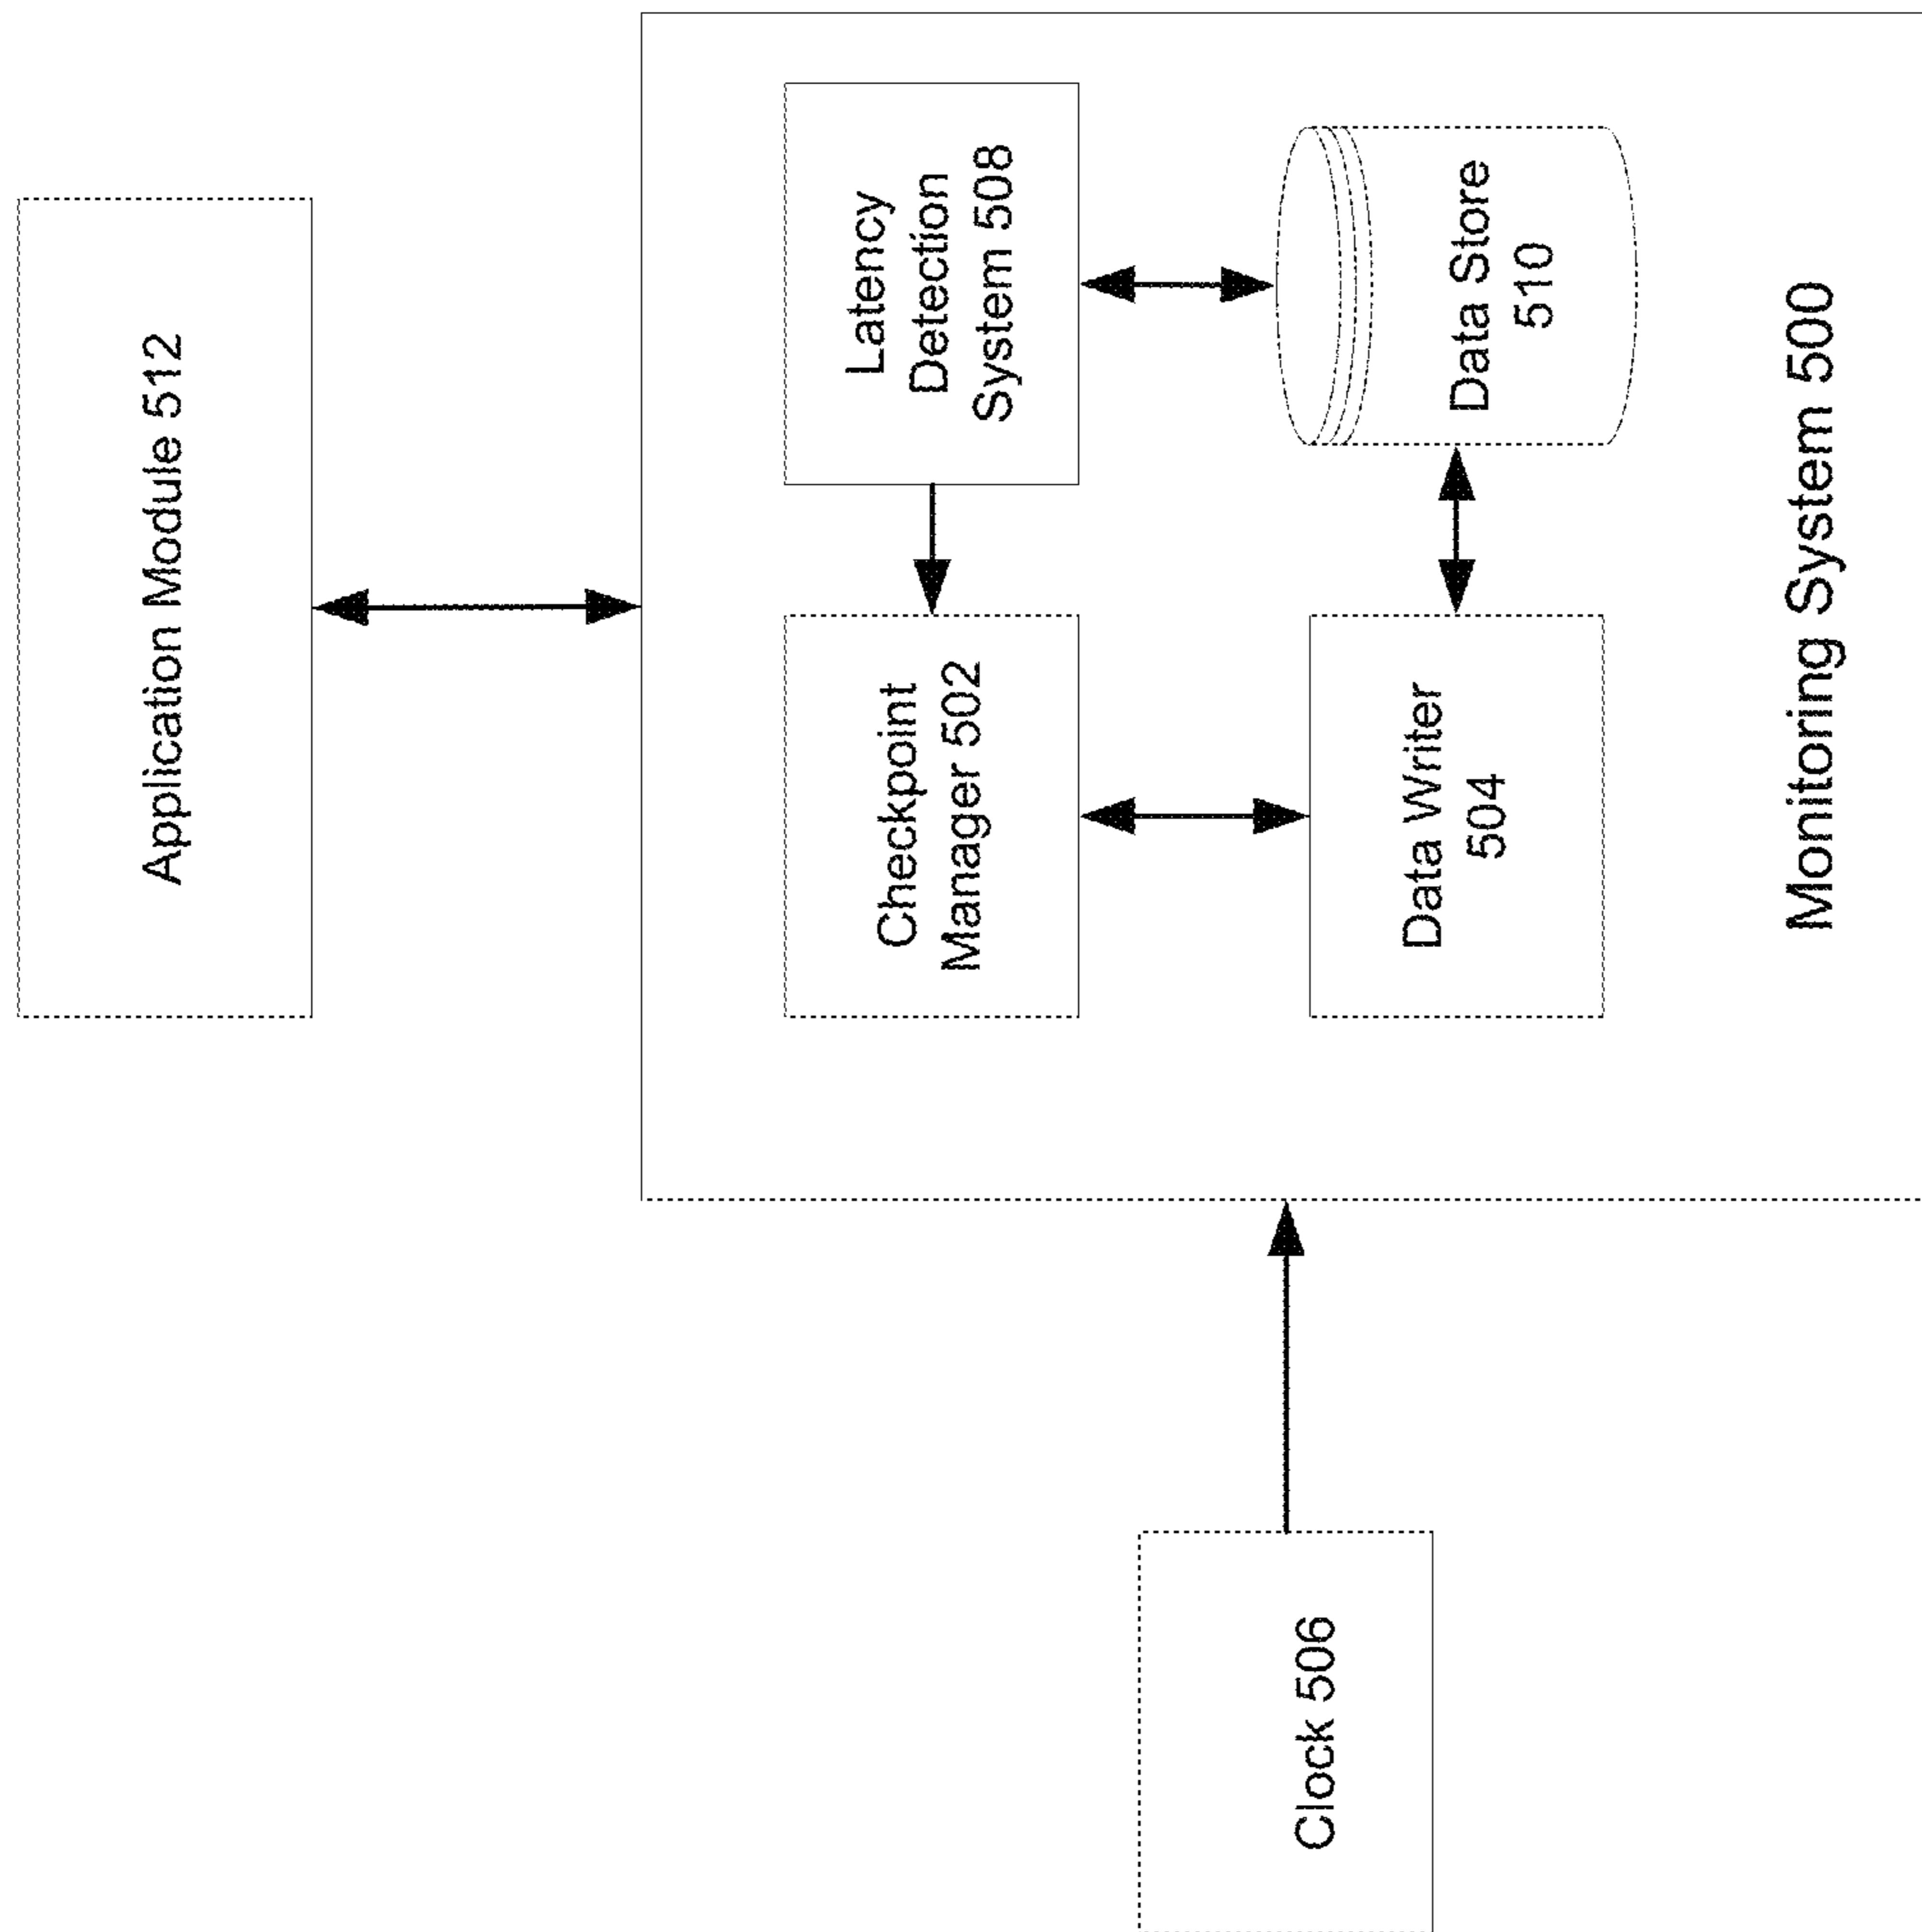 Application Module 512
Checkpoint
Manager 502
Latency
Detection
System 508
Data Writer
504
Data Store
510
Monitoring System 500
Clock 506